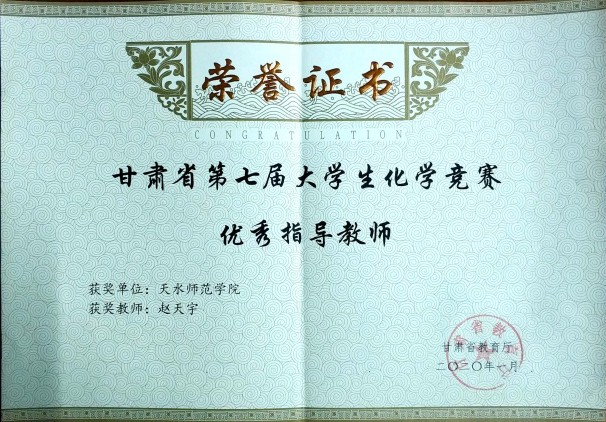 荣誉证书
CONGRATULATION
甘肃省第七届大学生化学竞赛
优秀指导教师
获奖单位：天水师范学院
获奖教师：赵天宇
甘肃省教育厅
二〇二〇年一月